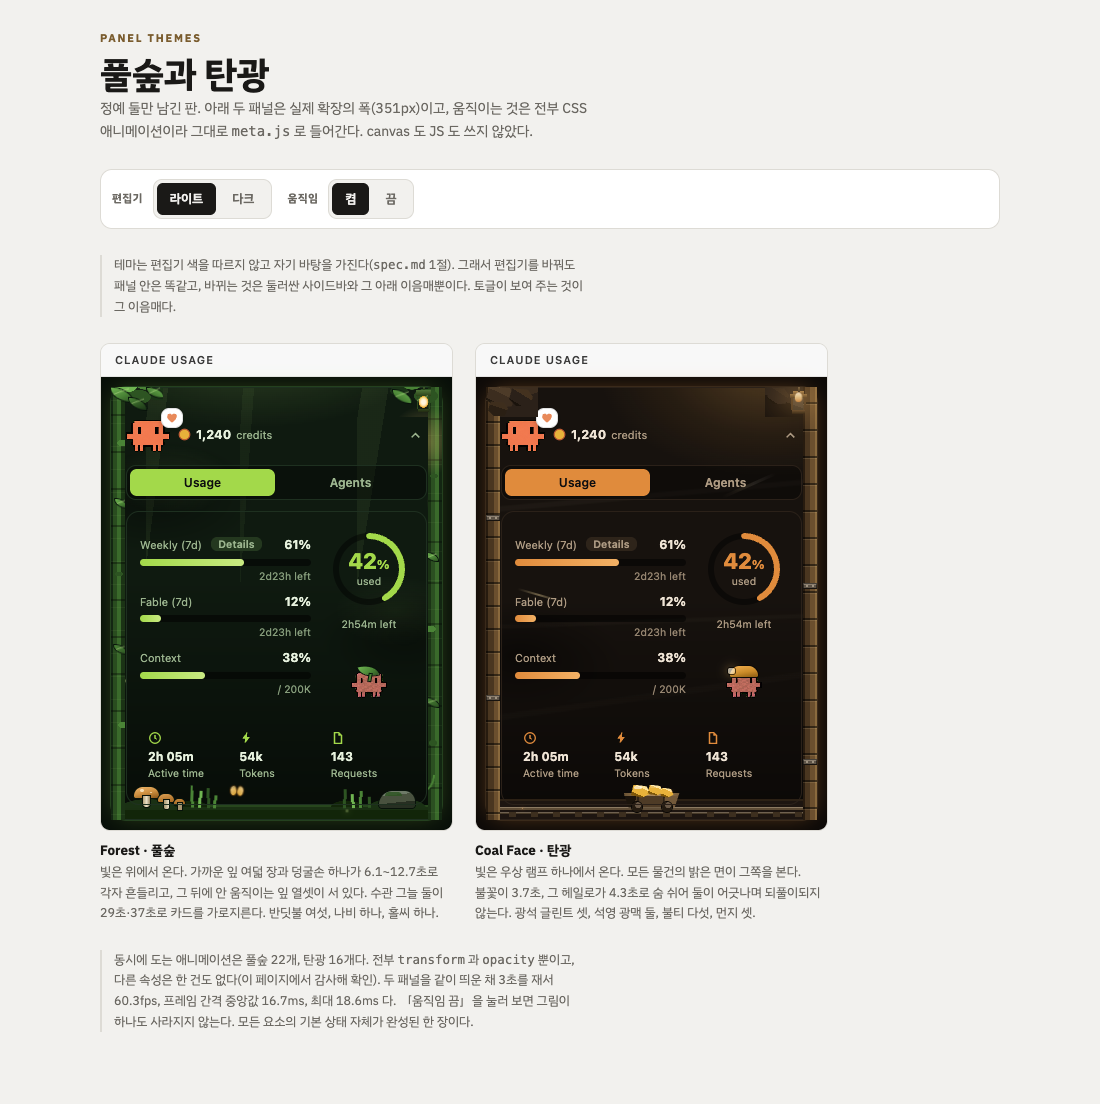 PANEL THEMES
풀숲과 탄광
정예 둘만 남긴 판. 아래 두 패널은 실제 확장의 폭(351px)이고, 움직이는 것은 전부 CSS
애니메이션이라 그대로 meta.js 로 들어간다. canvas 도 JS 도 쓰지 않았다.
편집기 라이트 다크 움직임 켬 끔
테마는 편집기 색을 따르지 않고 자기 바탕을 가진다(spec.md 1절). 그래서 편집기를 바꿔도
패널 안은 똑같고, 바뀌는 것은 둘러싼 사이드바와 그 아래 이음매뿐이다. 토글이 보여 주는 것이
그 이음매다.
CLAUDE USAGE
1,240 credits
Usage Agents
Weekly (7d) Details 61%
2d23h left
Fable (7d) 12%
2d23h left
Context 38%
/ 200K
42%
used
2h54m left
2h 05m 54k 143
Active time Tokens Requests
Forest · 풀숲
빛은 위에서 온다. 가까운 잎 여덟 장과 덩굴손 하나가 6.1~12.7초로
각자 흔들리고, 그 뒤에 안 움직이는 잎 열셋이 서 있다. 수관 그늘 둘이
29초·37초로 카드를 가로지른다. 반딧불 여섯, 나비 하나, 홀씨 하나.
CLAUDE USAGE
1,240 credits
Usage Agents
Weekly (7d) Details 61%
2d23h left
Fable (7d) 12%
2d23h left
Context 38%
/ 200K
42%
used
2h54m left
2h 05m 54k 143
Active time Tokens Requests
Coal Face · 탄광
빛은 우상 램프 하나에서 온다. 모든 물건의 밝은 면이 그쪽을 본다.
불꽃이 3.7초, 그 헤일로가 4.3초로 숨 쉬어 둘이 어긋나며 되풀이되지
않는다. 광석 글린트 셋, 석영 광맥 둘, 불티 다섯, 먼지 셋.
동시에 도는 애니메이션은 풀숲 22개, 탄광 16개다. 전부 transform 과 opacity 뿐이고,
다른 속성은 한 건도 없다(이 페이지에서 감사해 확인). 두 패널을 같이 띄운 채 3초를 재서
60.3fps, 프레임 간격 중앙값 16.7ms, 최대 18.6ms 다. 「움직임 끔」을 눌러 보면 그림이
하나도 사라지지 않는다. 모든 요소의 기본 상태 자체가 완성된 한 장이다.